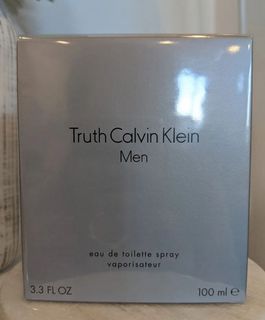 Truth Calvin Klein
Men
eau de toilette spray
vaporisateur
3.3 FL OZ 100 ml ℮